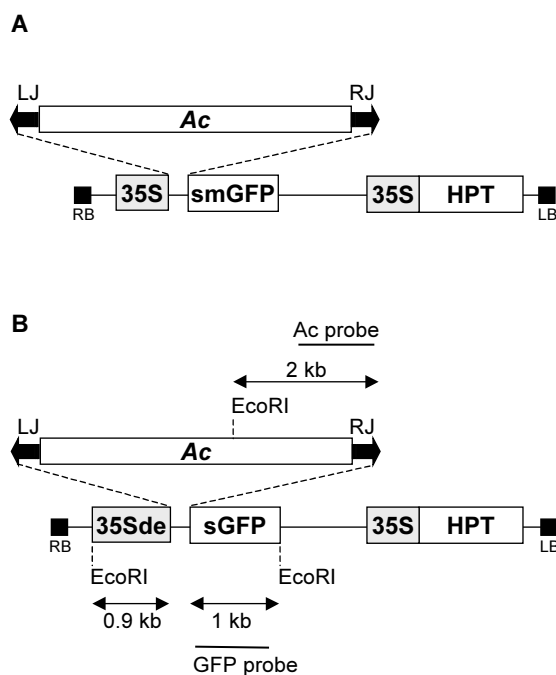 A
LJ RJ
Ac
35S smGFP 35S HPT
RB LB
B
Ac probe
2 kb
EcoRI
LJ RJ
Ac
35Sde sGFP 35S HPT
RB LB
EcoRI EcoRI
0.9 kb 1 kb
GFP probe